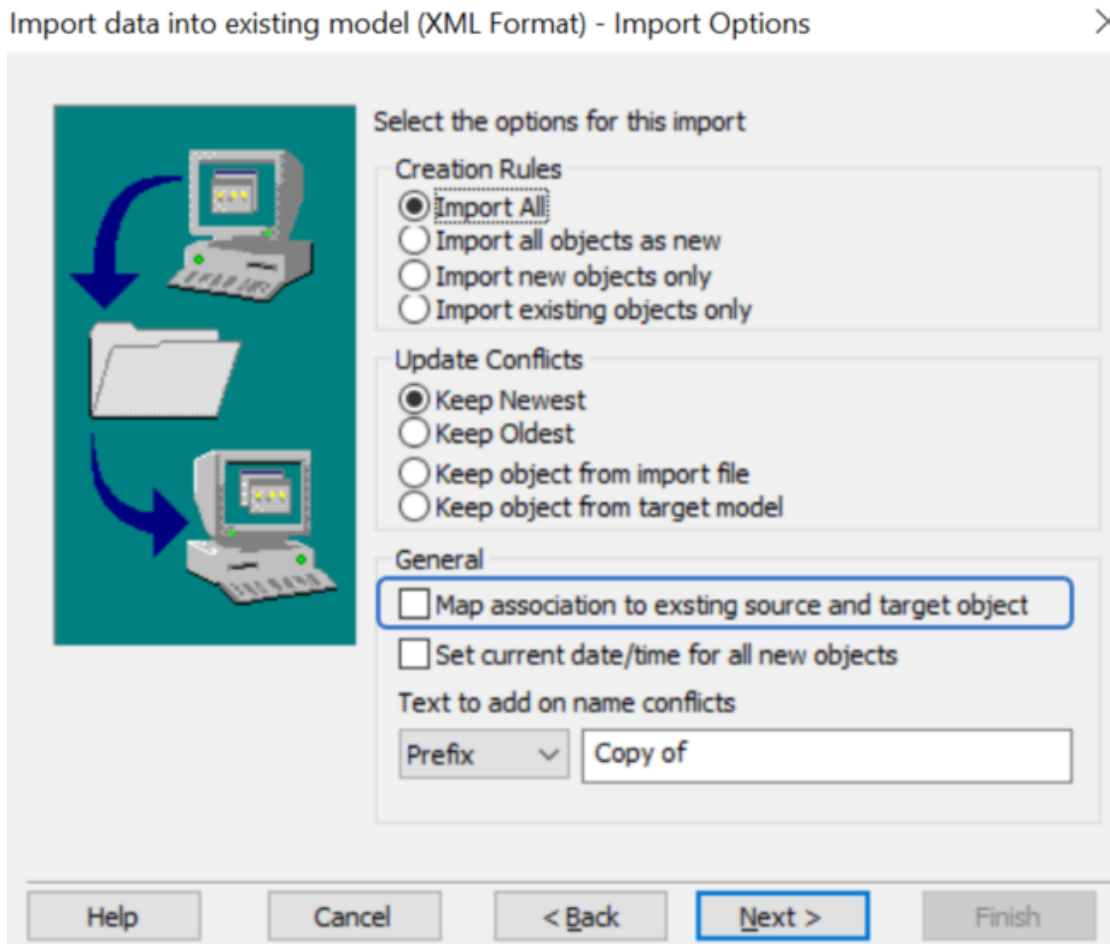 Import data into existing model (XML Format) - Import Options
Select the options for this import
Creation Rules
Import All
Import all objects as new
Import new objects only
Import existing objects only
Update Conflicts
Keep Newest
Keep Oldest
Keep object from import file
Keep object from target model
General
Map association to exsting source and target object
Set current date/time for all new objects
Text to add on name conflicts
Prefix Copy of
Help Cancel < Back Next > Finish